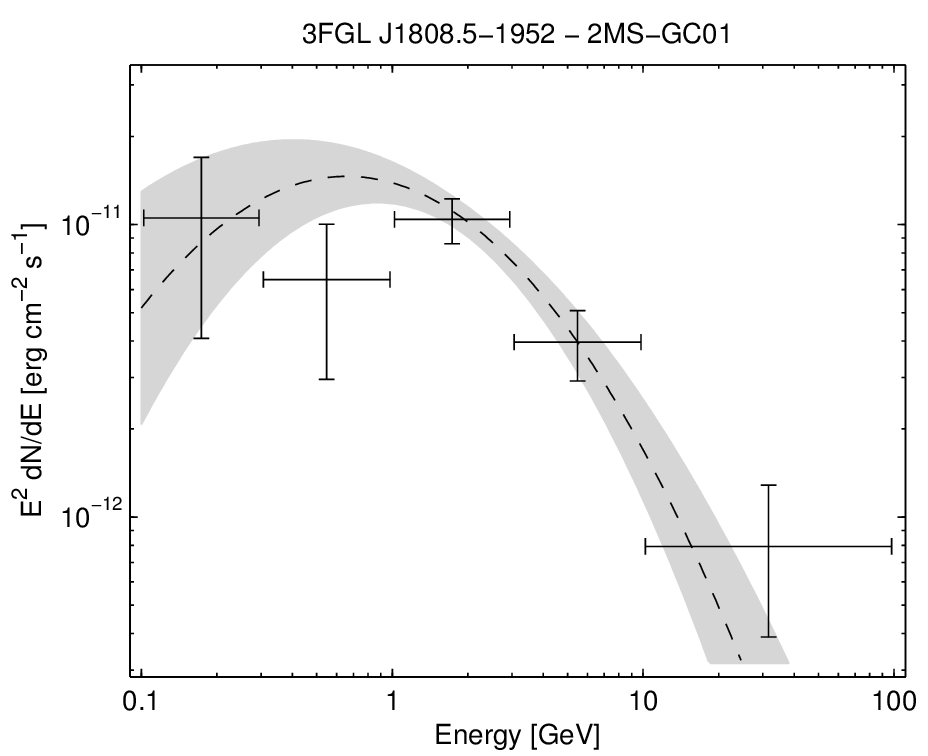 3FGL J1808.5−1952 − 2MS−GC01
E² dN/dE [erg cm⁻² s⁻¹]
10⁻¹¹
10⁻¹²
0.1 1 10 100
Energy [GeV]